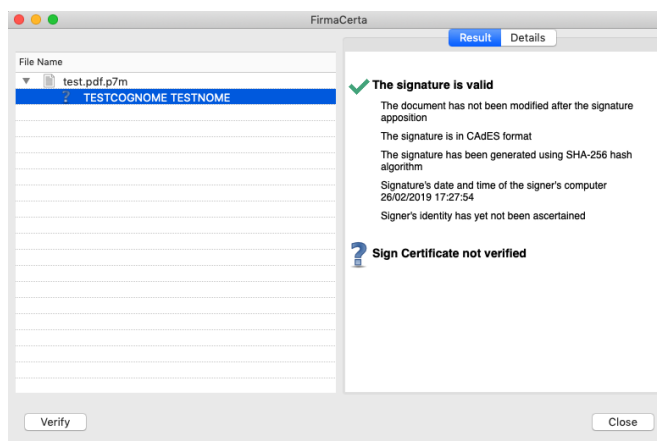 FirmaCerta
Result Details
File Name
test.pdf.p7m
? TESTCOGNOME TESTNOME
The signature is valid
The document has not been modified after the signature
apposition
The signature is in CAdES format
The signature has been generated using SHA-256 hash
algorithm
Signature's date and time of the signer's computer
26/02/2019 17:27:54
Signer's identity has yet not been ascertained
? Sign Certificate not verified
Verify
Close